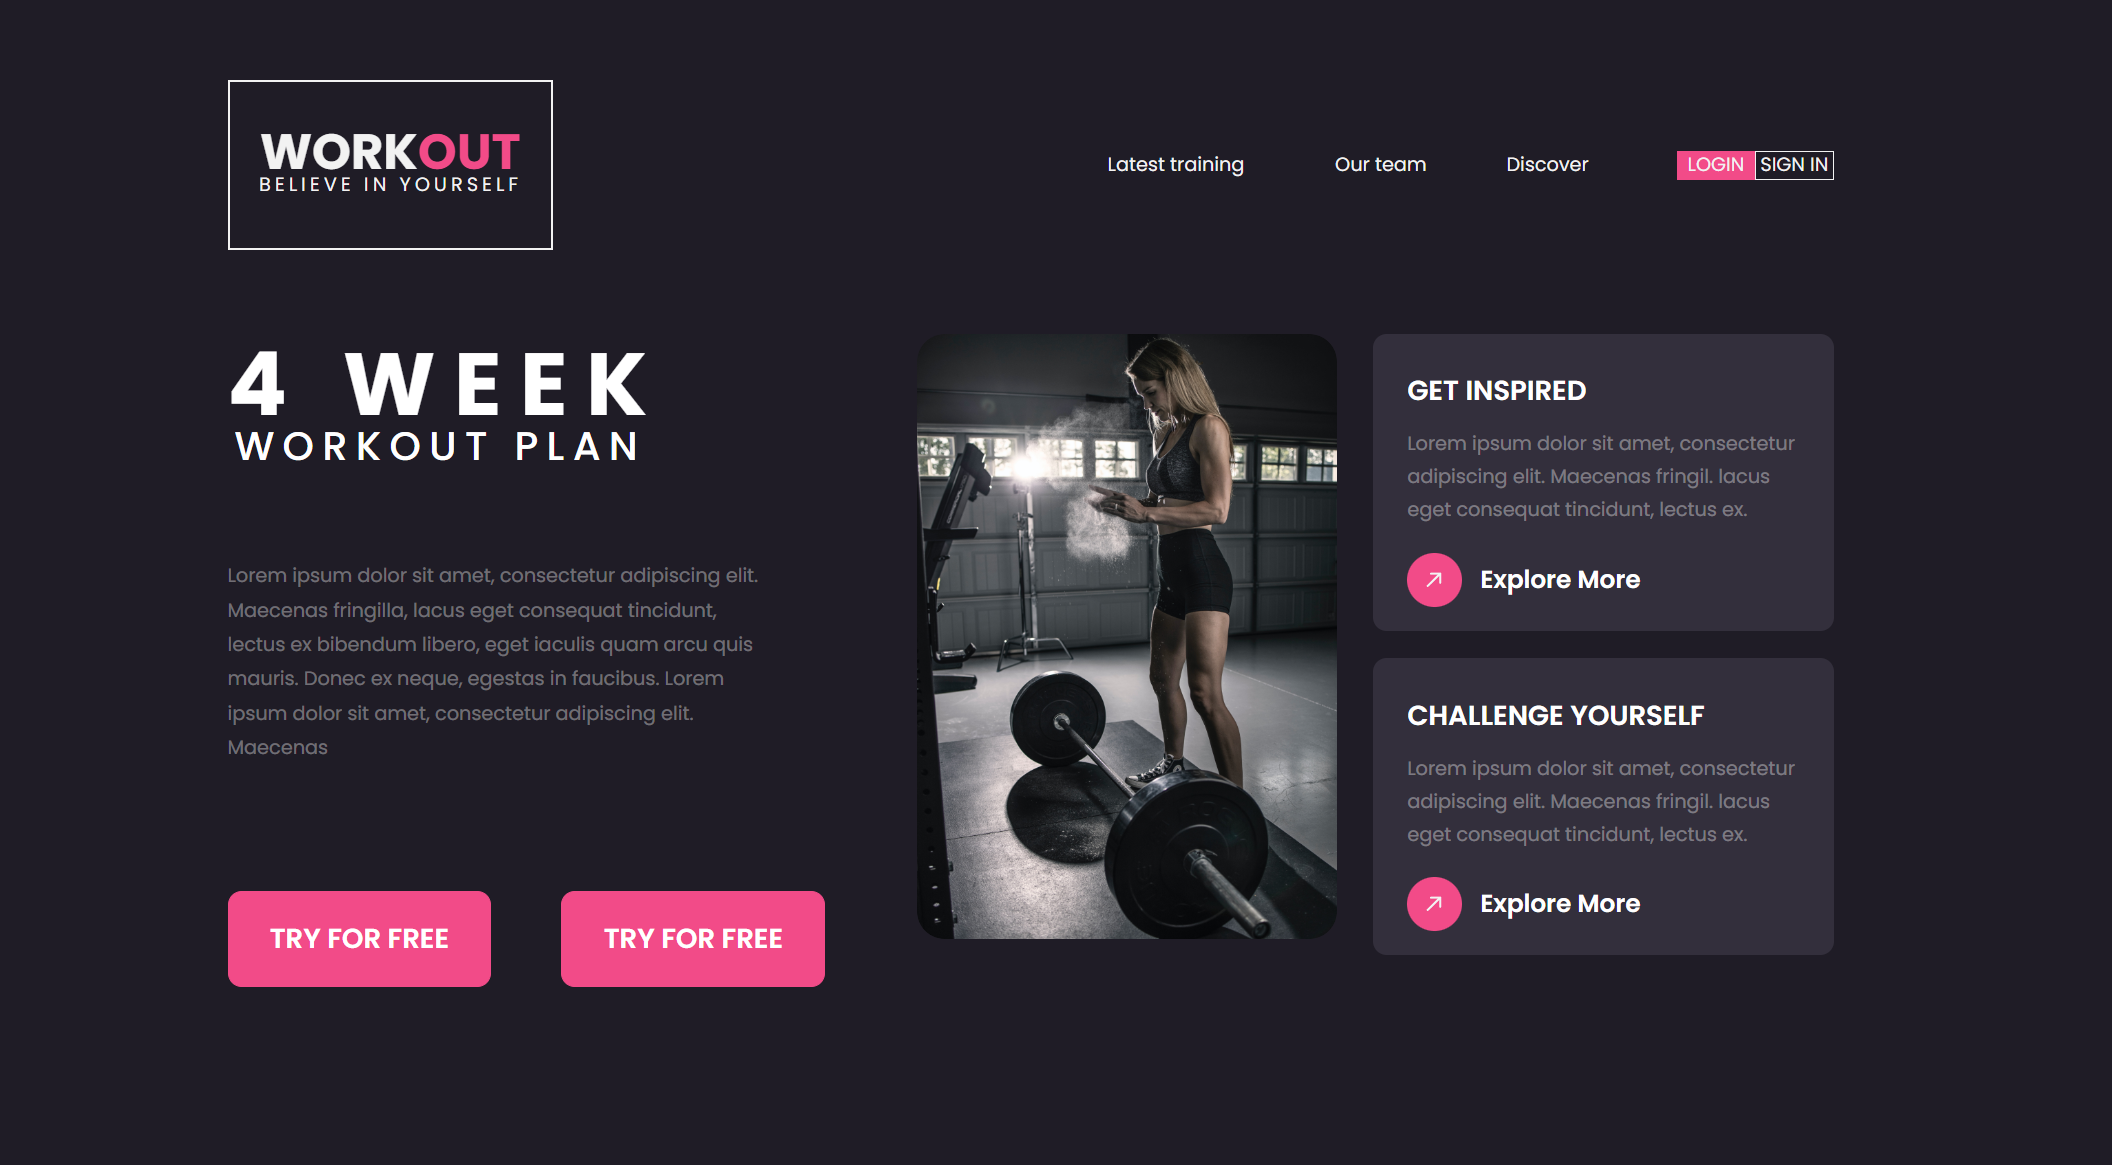 WORKOUT
BELIEVE IN YOURSELF
Latest training
Our team
Discover
LOGIN
SIGN IN
4 WEEK
WORKOUT PLAN
Lorem ipsum dolor sit amet, consectetur adipiscing elit.
Maecenas fringilla, lacus eget consequat tincidunt,
lectus ex bibendum libero, eget iaculis quam arcu quis
mauris. Donec ex neque, egestas in faucibus. Lorem
ipsum dolor sit amet, consectetur adipiscing elit.
Maecenas
TRY FOR FREE
TRY FOR FREE
GET INSPIRED
Lorem ipsum dolor sit amet, consectetur
adipiscing elit. Maecenas fringil. lacus
eget consequat tincidunt, lectus ex.
Explore More
CHALLENGE YOURSELF
Lorem ipsum dolor sit amet, consectetur
adipiscing elit. Maecenas fringil. lacus
eget consequat tincidunt, lectus ex.
Explore More